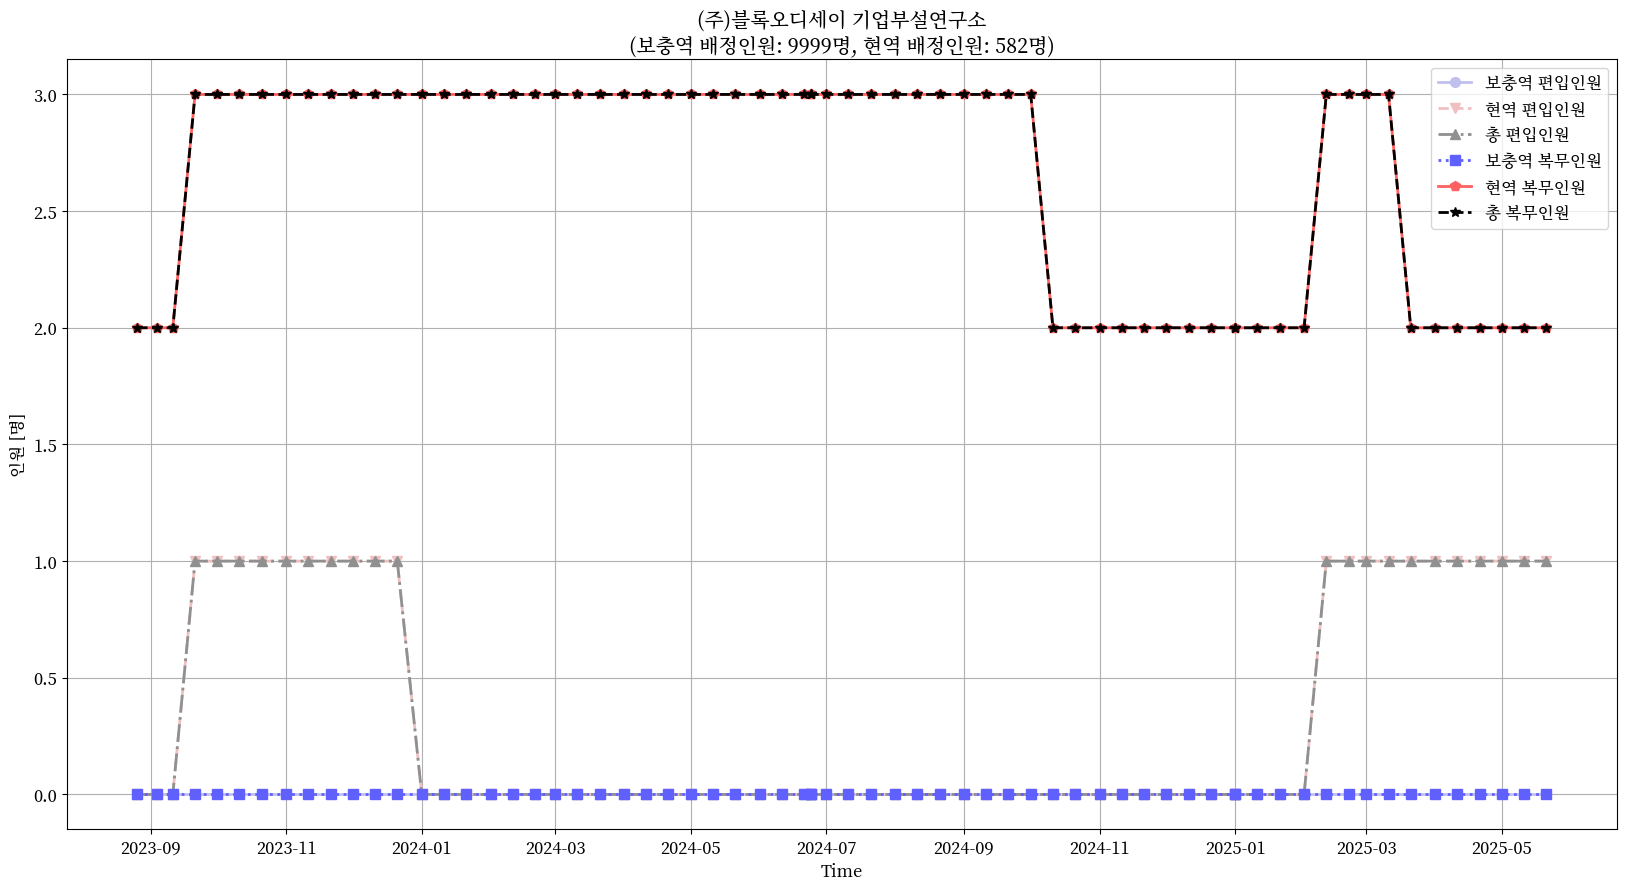 (주)블록오디세이 기업부설연구소
(보충역 배정인원: 9999명, 현역 배정인원: 582명)
보충역 편입인원
현역 편입인원
총 편입인원
보충역 복무인원
현역 복무인원
총 복무인원
인원 [명]
3.0
2.5
2.0
1.5
1.0
0.5
0.0
2023-09 2023-11 2024-01 2024-03 2024-05 2024-07 2024-09 2024-11 2025-01 2025-03 2025-05
Time